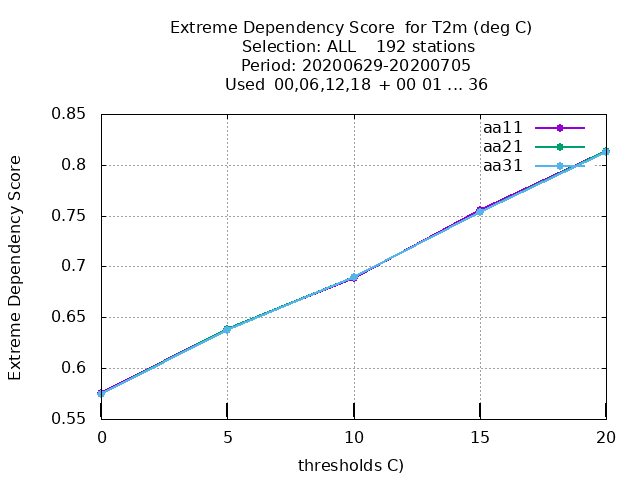 Extreme Dependency Score  for T2m (deg C)
Selection: ALL    192 stations
Period: 20200629-20200705
Used  00,06,12,18  + 00 01 ... 36
0.85
0.8
0.75
0.7
0.65
0.6
0.55
Extreme Dependency Score
aa11
aa21
aa31
0
5
10
15
20
thresholds C)